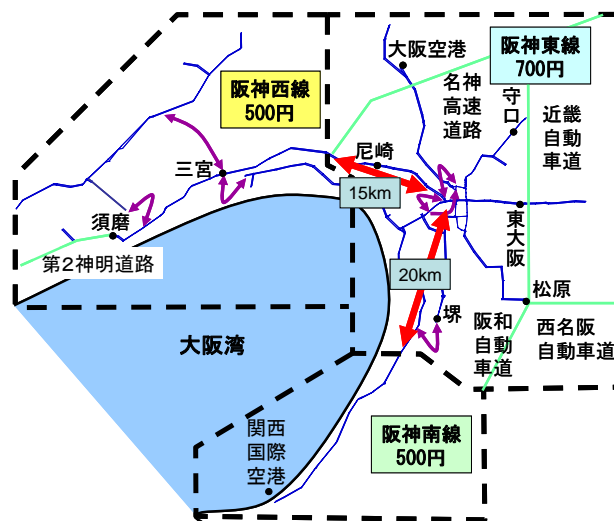 大阪空港
阪神東線
700円
名神
高速
道路
守口
近畿
自動
車道
阪神西線
500円
尼崎
三宮
15km
須磨
東大阪
第2神明道路
20km
松原
堺
大阪湾
阪和
自動
車道
西名阪
自動車道
関西
国際
空港
阪神南線
500円